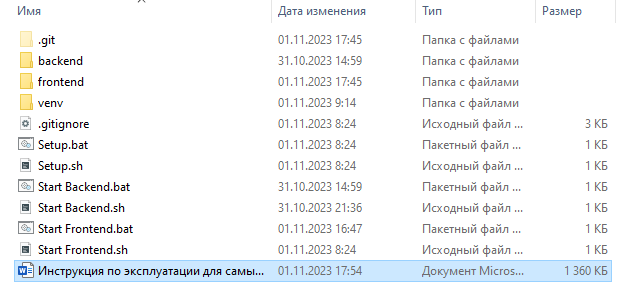 Имя Дата изменения Тип Размер
.git 01.11.2023 17:45 Папка с файлами
backend 31.10.2023 14:59 Папка с файлами
frontend 01.11.2023 17:45 Папка с файлами
venv 01.11.2023 9:14 Папка с файлами
.gitignore 01.11.2023 8:24 Исходный файл ... 3 КБ
Setup.bat 01.11.2023 8:24 Пакетный файл ... 1 КБ
Setup.sh 01.11.2023 8:24 Исходный файл ... 1 КБ
Start Backend.bat 31.10.2023 14:59 Пакетный файл ... 1 КБ
Start Backend.sh 31.10.2023 21:36 Исходный файл ... 1 КБ
Start Frontend.bat 01.11.2023 16:47 Пакетный файл ... 1 КБ
Start Frontend.sh 01.11.2023 8:24 Исходный файл ... 1 КБ
Инструкция по эксплуатации для самы... 01.11.2023 17:54 Документ Micros... 1 360 КБ